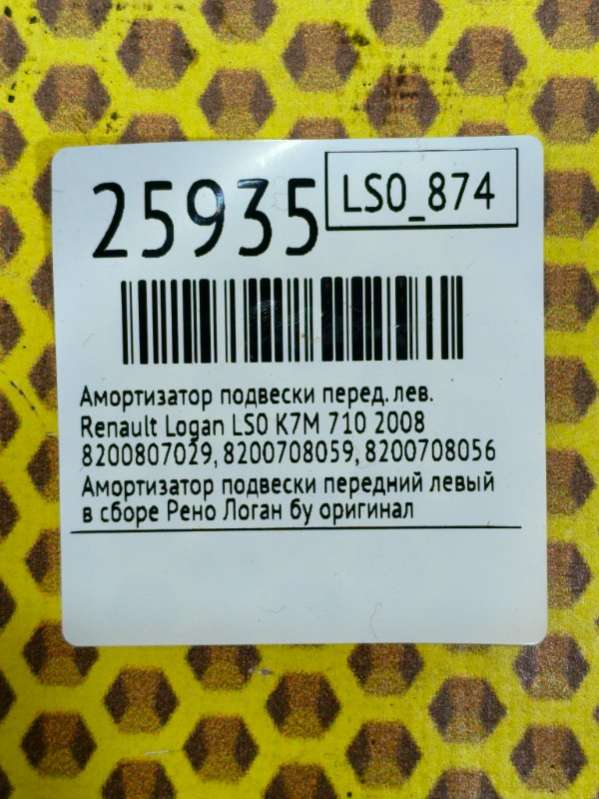 25935
LS0_874
Амортизатор подвески перед. лев.
Renault Logan LS0 K7M 710 2008
8200807029, 8200708059, 8200708056
Амортизатор подвески передний левый
в сборе Рено Логан бу оригинал